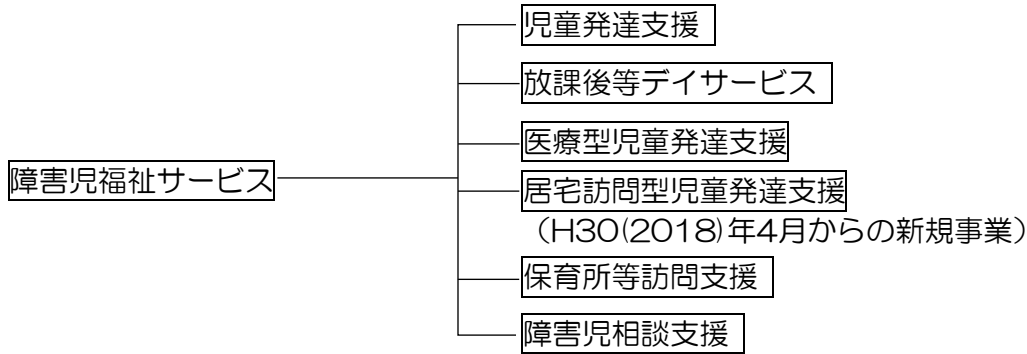 児童発達支援
放課後等デイサービス
医療型児童発達支援
障害児福祉サービス
居宅訪問型児童発達支援
（H30(2018)年4月からの新規事業）
保育所等訪問支援
障害児相談支援